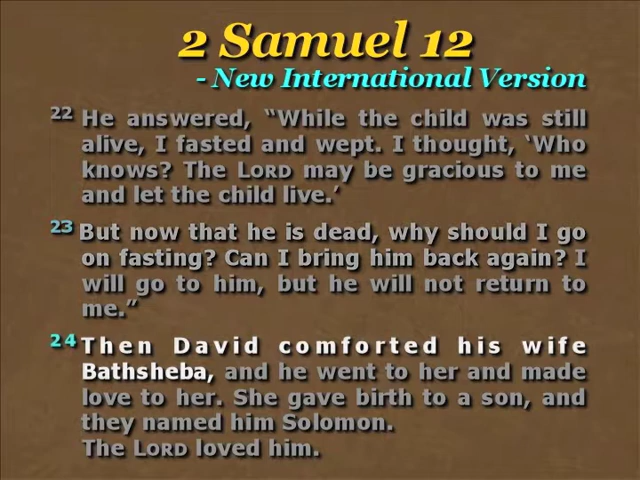 2 Samuel 12
- New International Version
22 He answered, “While the child was still
alive, I fasted and wept. I thought, ‘Who
knows? The LORD may be gracious to me
and let the child live.’
23 But now that he is dead, why should I go
on fasting? Can I bring him back again? I
will go to him, but he will not return to
me.”
24 Then David comforted his wife
Bathsheba, and he went to her and made
love to her. She gave birth to a son, and
they named him Solomon.
The LORD loved him.